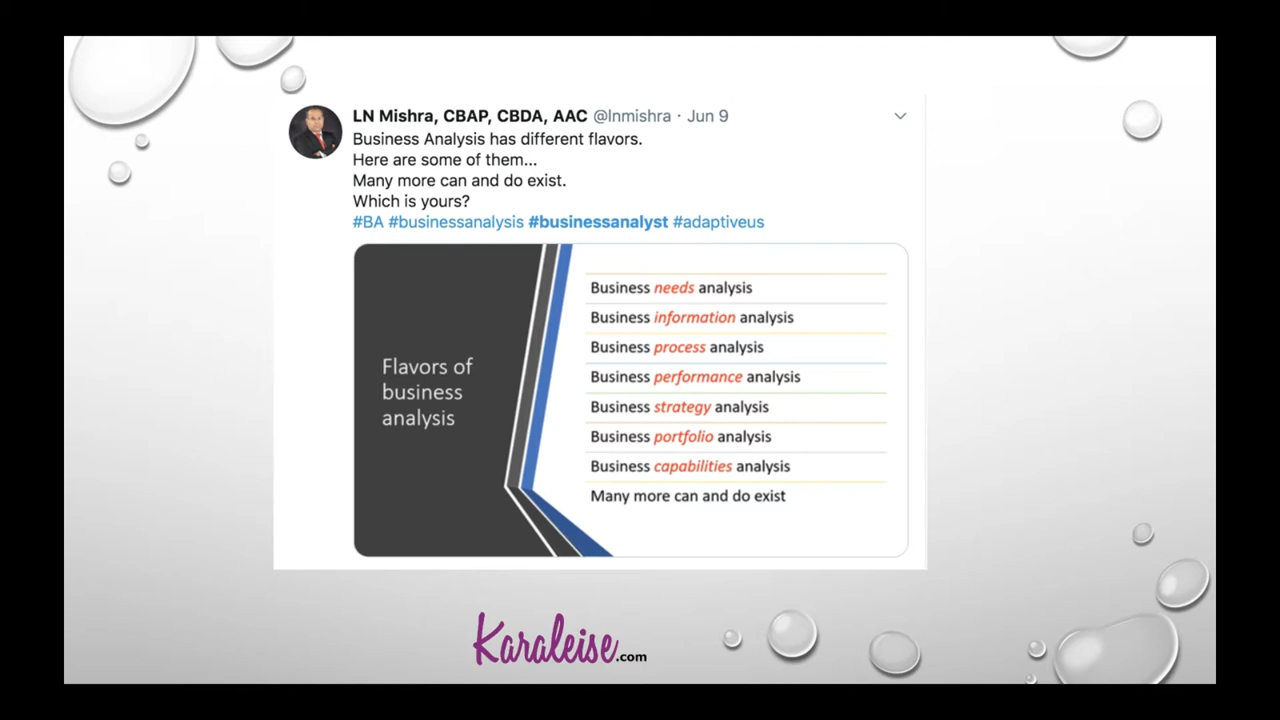 LN Mishra, CBAP, CBDA, AAC @lnmishra · Jun 9
Business Analysis has different flavors.
Here are some of them...
Many more can and do exist.
Which is yours?
#BA #businessanalysis #businessanalyst #adaptiveus
Flavors of
business
analysis
Business needs analysis
Business information analysis
Business process analysis
Business performance analysis
Business strategy analysis
Business portfolio analysis
Business capabilities analysis
Many more can and do exist
Karaleise.com